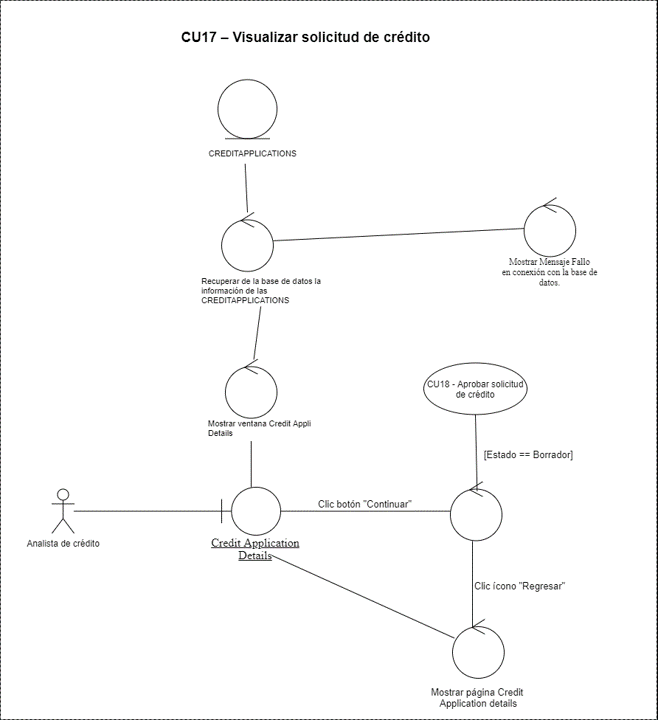 CU17 – Visualizar solicitud de crédito
CREDITAPPLICATIONS
Recuperar de la base de datos la
información de las
CREDITAPPLICATIONS
Mostrar Mensaje Fallo
en conexión con la base de
datos.
Mostrar ventana Credit Appli
Details
CU18 - Aprobar solicitud
de crédito
[Estado == Borrador]
Clic botón "Continuar"
Analista de crédito
Credit Application
Details
Clic ícono "Regresar"
Mostrar página Credit
Application details